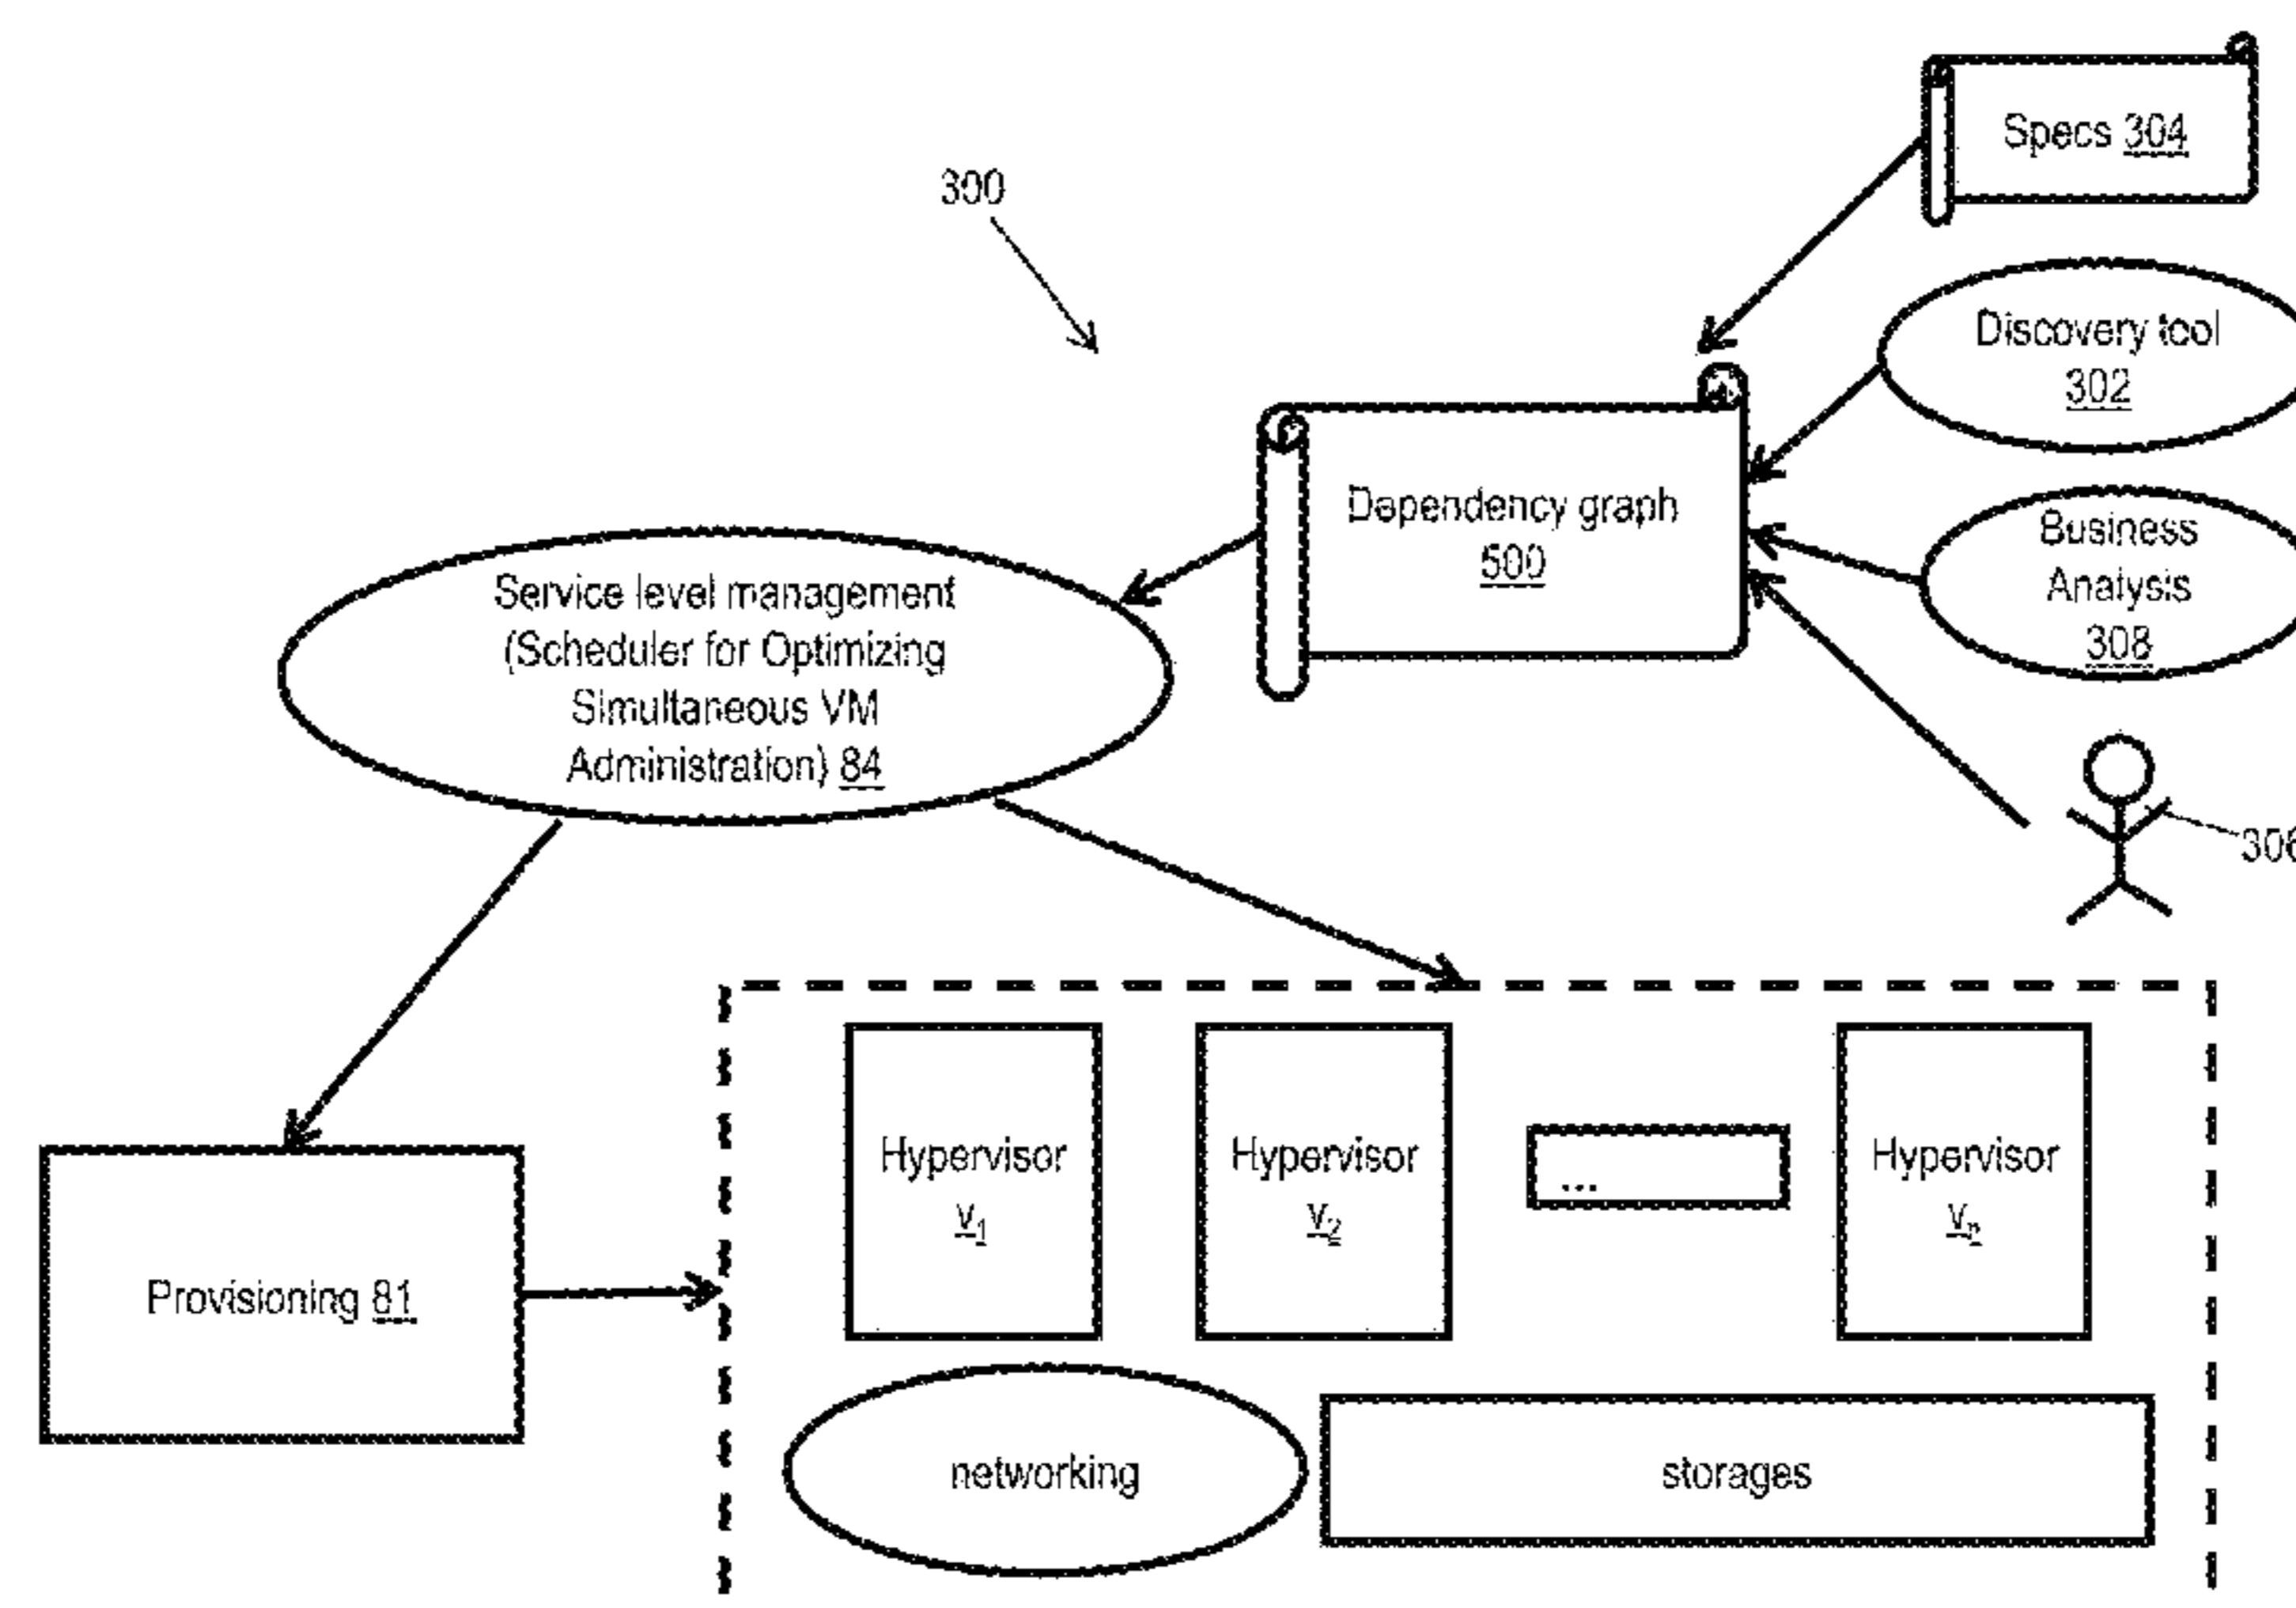 Specs 304
300
Discovery tool
302
Dependency graph
500
Business
Analysis
308
Service level management
(Scheduler for Optimizing
Simultaneous VM
Administration) 84
306
Hypervisor
v1
Hypervisor
v2
...
Hypervisor
vn
Provisioning 81
networking
storages